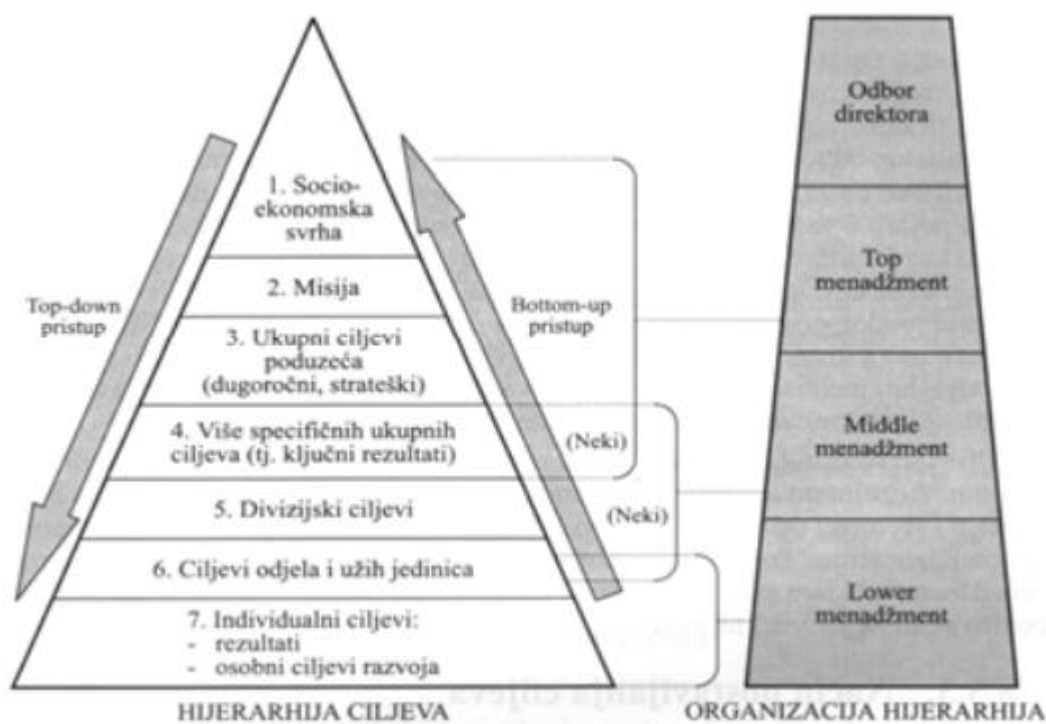 1. Socio-
ekonomska
svrha
2. Misija
3. Ukupni ciljevi
poduzeća
(dugoročni, strateški)
4. Više specifičnih ukupnih
ciljeva (tj. ključni rezultati)
5. Divizijski ciljevi
6. Ciljevi odjela i užih jedinica
7. Individualni ciljevi:
- rezultati
- osobni ciljevi razvoja
Top-down
pristup
Bottom-up
pristup
(Neki)
(Neki)
HIJERARHIJA CILJEVA
Odbor
direktora
Top
menadžment
Middle
menadžment
Lower
menadžment
ORGANIZACIJA HIJERARHIJA